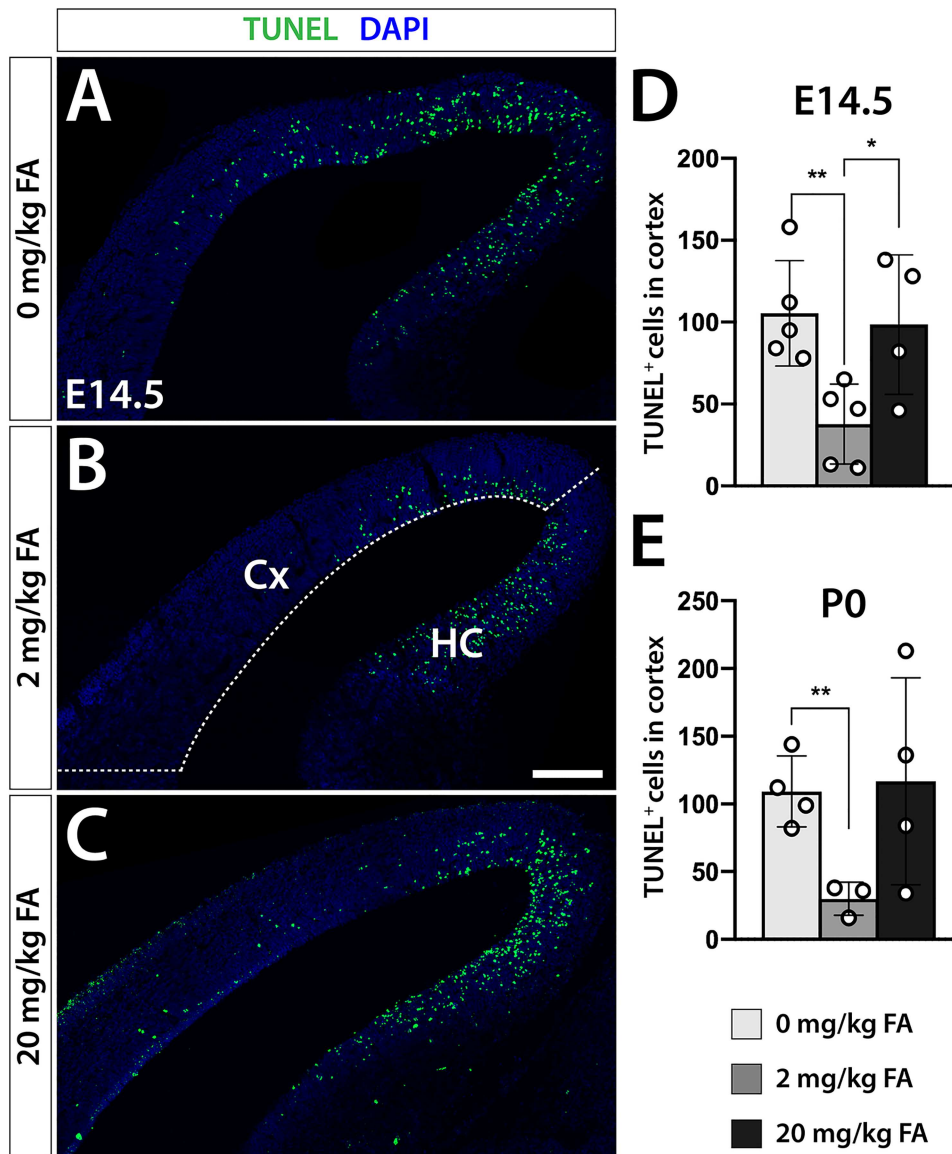 TUNEL DAPI
0 mg/kg FA
A
E14.5
2 mg/kg FA
B
Cx
HC
20 mg/kg FA
C
D
E14.5
TUNEL⁺ cells in cortex
200
150
100
50
0
**
*
E
P0
TUNEL⁺ cells in cortex
250
200
150
100
50
0
**
0 mg/kg FA
2 mg/kg FA
20 mg/kg FA